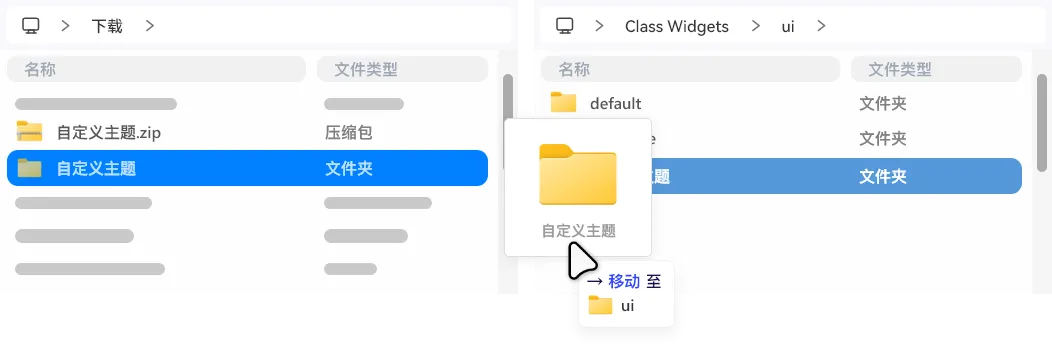 下载
名称 文件类型
自定义主题.zip 压缩包
自定义主题 文件夹
Class Widgets
ui
名称 文件类型
default 文件夹
文件夹
题 文件夹
自定义主题
→ 移动 至
ui